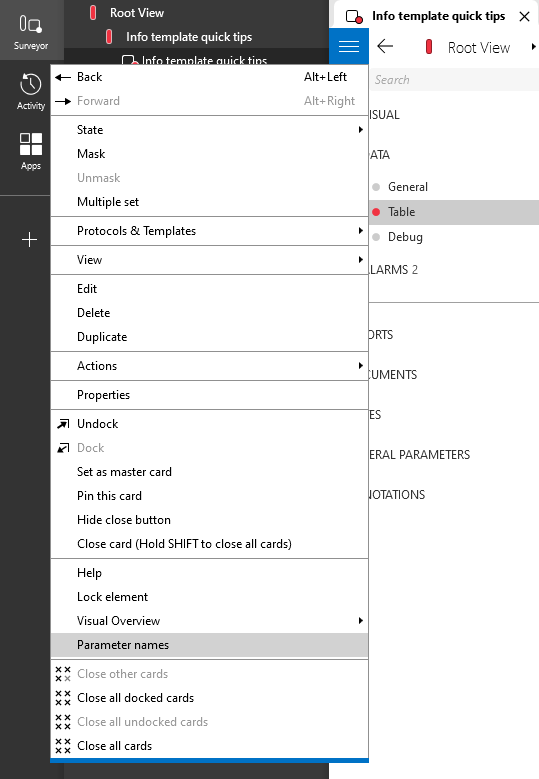 Surveyor
Activity
Apps
Root View
Info template quick tips
Info template quick tips
Back Alt+Left
Forward Alt+Right
State
Mask
Unmask
Multiple set
Protocols & Templates
View
Edit
Delete
Duplicate
Actions
Properties
Undock
Dock
Set as master card
Pin this card
Hide close button
Close card (Hold SHIFT to close all cards)
Help
Lock element
Visual Overview
Parameter names
Close other cards
Close all docked cards
Close all undocked cards
Close all cards
Info template quick tips
Root View
Search
ISUAL
ATA
General
Table
Debug
LARMS 2
ORTS
CUMENTS
ES
ERAL PARAMETERS
NOTATIONS